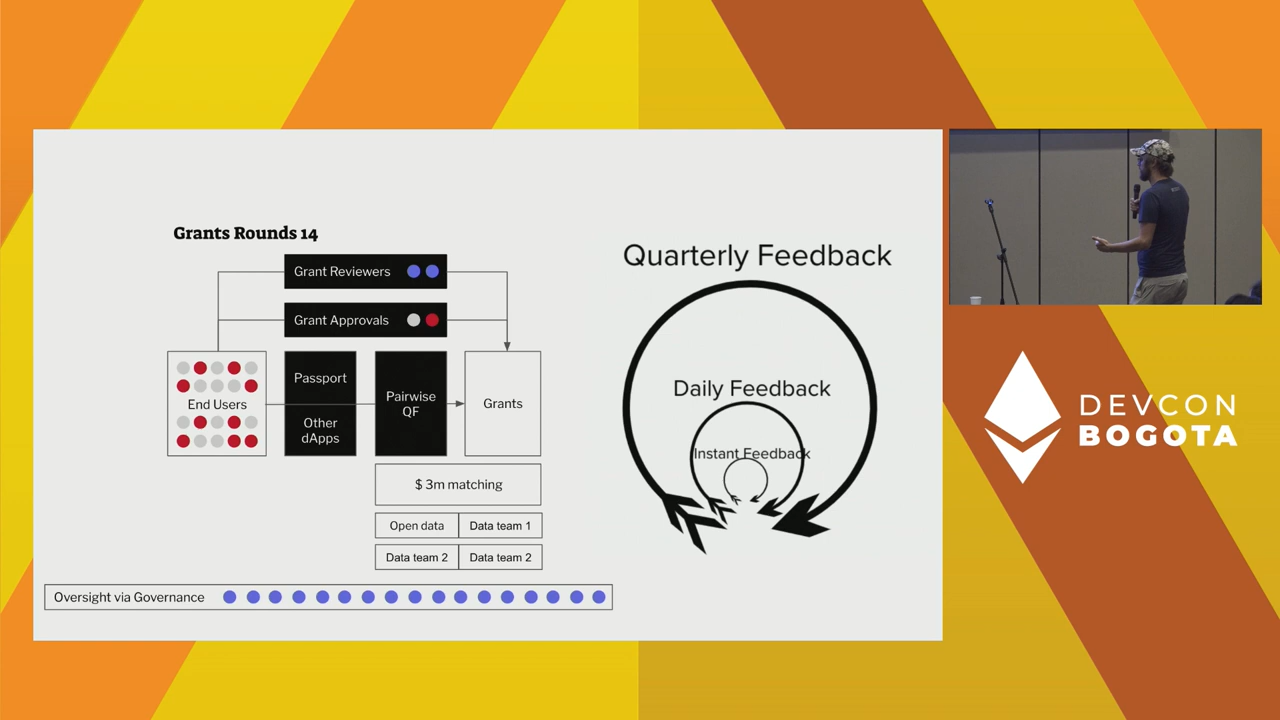 Grants Rounds 14
Grant Reviewers
Grant Approvals
End Users
Passport
Other
dApps
Pairwise
QF
Grants
$ 3m matching
Open data
Data team 1
Data team 2
Data team 2
Oversight via Governance
Quarterly Feedback
Daily Feedback
Instant Feedback
DEVCON
BOGOTA